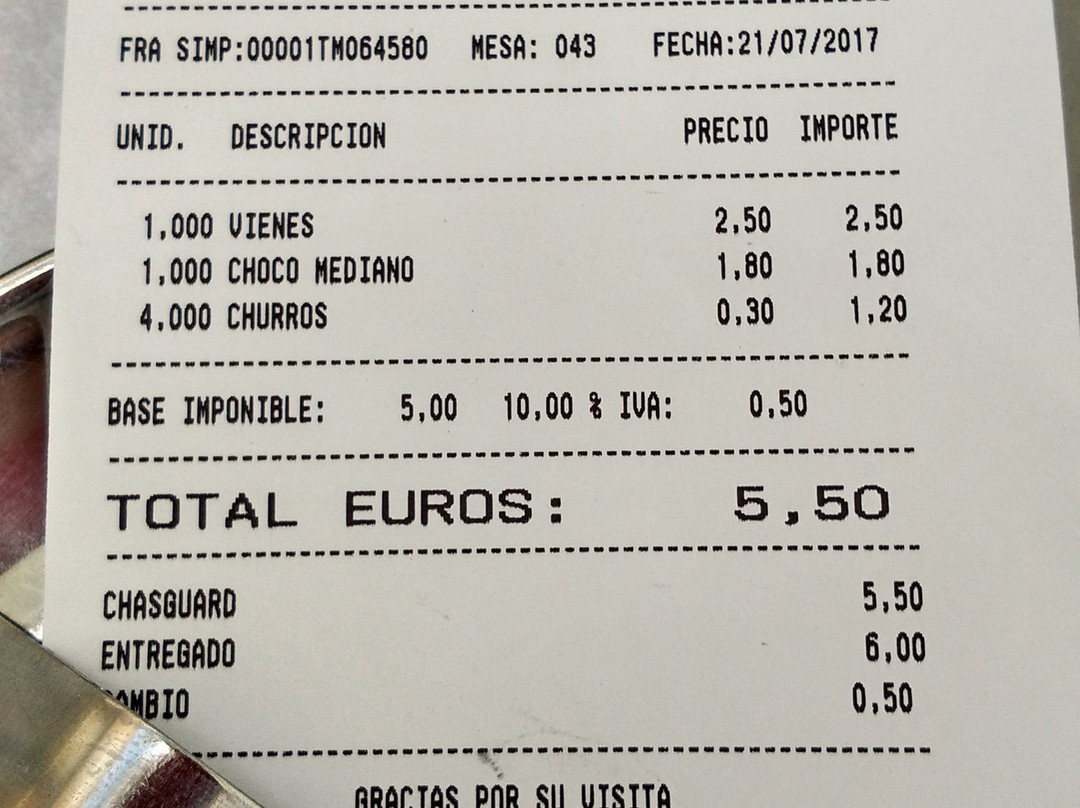 FRA SIMP:00001TM064580 MESA: 043 FECHA:21/07/2017
UNID. DESCRIPCION PRECIO IMPORTE
1,000 VIENES 2,50 2,50
1,000 CHOCO MEDIANO 1,80 1,80
4,000 CHURROS 0,30 1,20
BASE IMPONIBLE: 5,00 10,00 % IVA: 0,50
TOTAL EUROS: 5,50
CHASGUARD 5,50
ENTREGADO 6,00
CAMBIO 0,50
GRACIAS POR SU VISITA